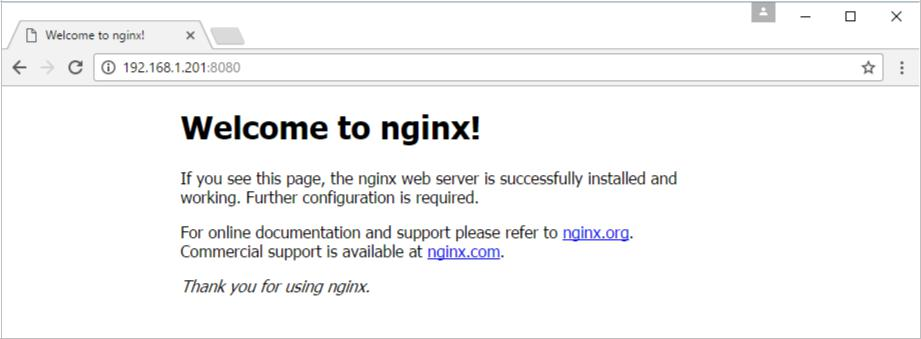 Welcome to nginx!
192.168.1.201:8080
Welcome to nginx!
If you see this page, the nginx web server is successfully installed and
working. Further configuration is required.
For online documentation and support please refer to nginx.org.
Commercial support is available at nginx.com.
Thank you for using nginx.